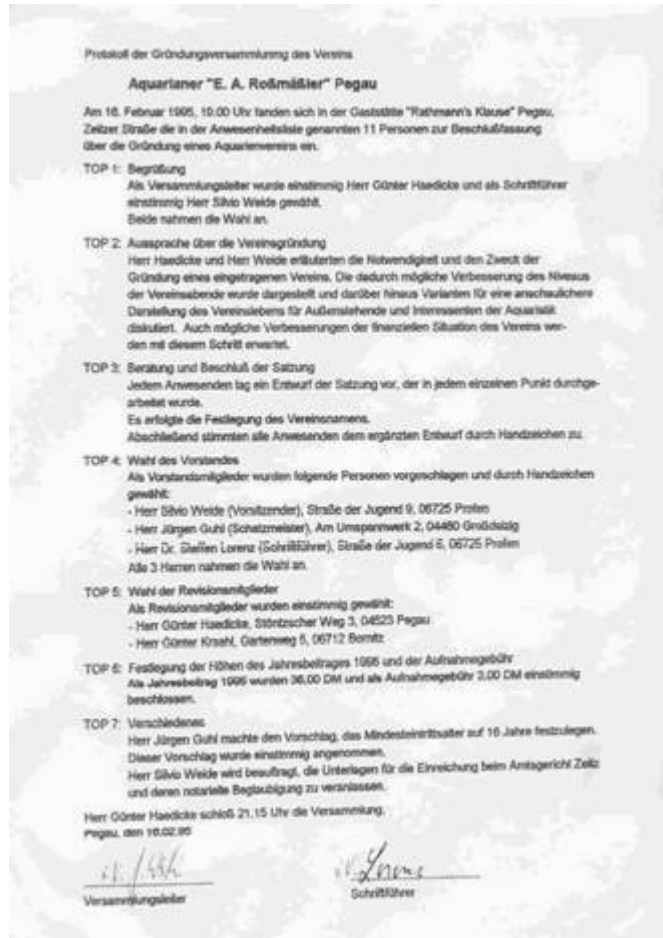 Protokoll der Gründungsversammlunmg des Vereins
Aquarianer "E. A. Roßmäßler" Pegau
Am 16. Februar 1995, 19.00 Uhr fanden sich in der Gaststätte "Rathmann's Klause" Pegau,
Zeitzer Straße die in der Anwesenheitsliste genannten 11 Personen zur Beschlußfassung
über die Gründung eines Aquarienvereins ein.
TOP 1: Begrüßung
Als Versammlungsleiter wurde einstimmig Herr Günter Haedicke und als Schriftführer
einstimmig Herr Silvio Weide gewählt.
Beide nahmen die Wahl an.
TOP 2: Aussprache über die Vereinsgründung
Herr Haedicke und Herr Weide erläuterten die Notwendigkeit und den Zweck der
Gründung eines eingetragenen Vereins. Die dadurch mögliche Verbesserung des Niveaus
der Vereinsabende wurde dargestellt und darüber hinaus Varianten für eine anschaulichere
Darstellung des Vereinslebens für Außenstehende und Interessenten der Aquaristik
diskutiert. Auch mögliche Verbesserungen der finanziellen Situation des Vereins wer-
den mit diesem Schritt erwartet.
TOP 3: Beratung und Beschluß der Satzung
Jedem Anwesenden lag ein Entwurf der Satzung vor, der in jedem einzelnen Punkt durchge-
arbeitet wurde.
Es erfolgte die Festlegung des Vereinsnamens.
Abschließend stimmten alle Anwesenden dem ergänzten Entwurf durch Handzeichen zu.
TOP 4: Wahl des Vorstandes
Als Vorstandsmitglieder wurden folgende Personen vorgeschlagen und durch Handzeichen
gewählt:
- Herr Silvio Weide (Vorsitzender), Straße der Jugend 9, 06725 Profen
- Herr Jürgen Guhl (Schatzmeister), Am Umspannwerk 2, 04460 Großdalzig
- Herr Dr. Steffen Lorenz (Schriftführer), Straße der Jugend 6, 06725 Profen
Alle 3 Herren nahmen die Wahl an.
TOP 5: Wahl der Revisionsmitglieder
Als Revisionsmitglieder wurden einstimmig gewählt:
- Herr Günter Haedicke, Stöntzscher Weg 3, 04523 Pegau
- Herr Günter Kraahl, Gartenweg 5, 06712 Bornitz
TOP 6: Festlegung der Höhen des Jahresbeitrages 1995 und der Aufnahmegebühr
Als Jahresbeitrag 1995 wurden 36,00 DM und als Aufnahmegebühr 3,00 DM einstimmig
beschlossen.
TOP 7: Verschiedenes
Herr Jürgen Guhl machte den Vorschlag, das Mindesteintrittsalter auf 16 Jahre festzulegen.
Dieser Vorschlag wurde einstimmig angenommen.
Herr Silvio Weide wird beauftragt, die Unterlagen für die Einreichung beim Amtsgericht Zeitz
und deren notarielle Beglaubigung zu veranlassen.
Herr Günter Haedicke schloß 21.15 Uhr die Versammlung.
Pegau, den 16.02.95
Lorenz
Versammlungsleiter
Schriftführer